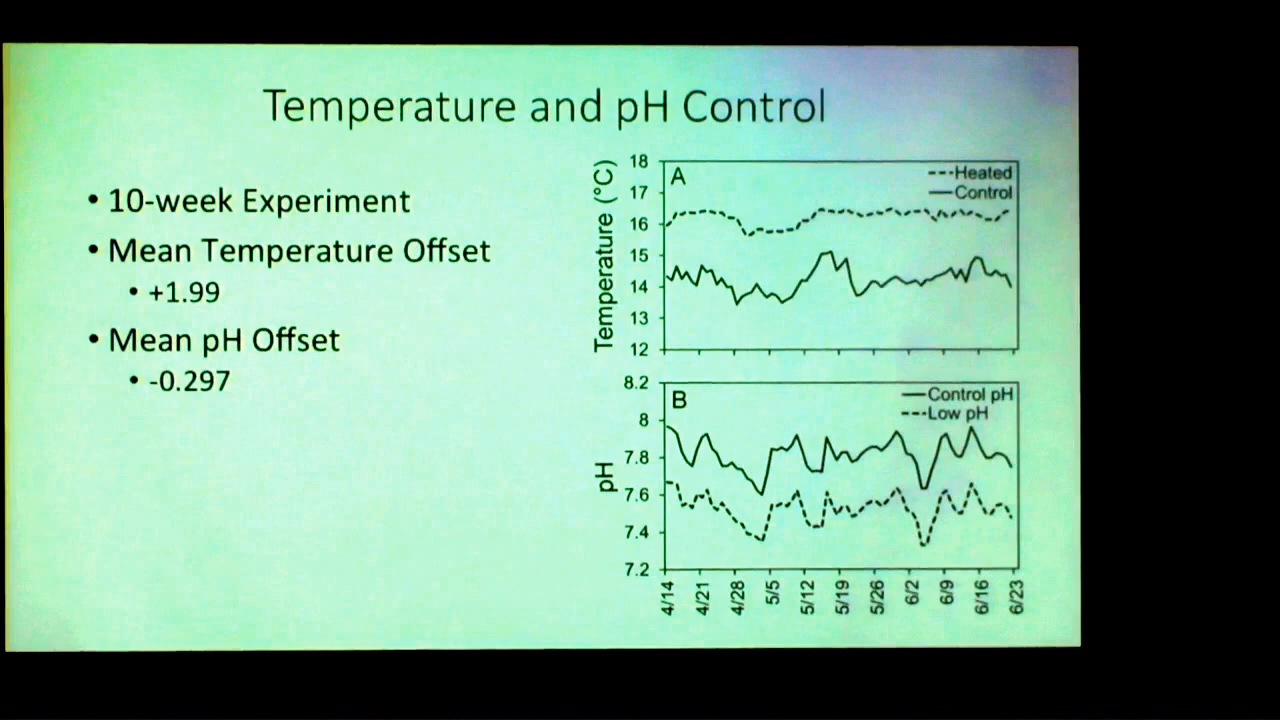 Temperature and pH Control
• 10-week Experiment
• Mean Temperature Offset
• +1.99
• Mean pH Offset
• -0.297
Temperature (°C)
18
17
16
15
14
13
12
A
Heated
Control
pH
8.2
8
7.8
7.6
7.4
7.2
B
Control pH
Low pH
4/14
4/21
4/28
5/5
5/12
5/19
5/26
6/2
6/9
6/16
6/23